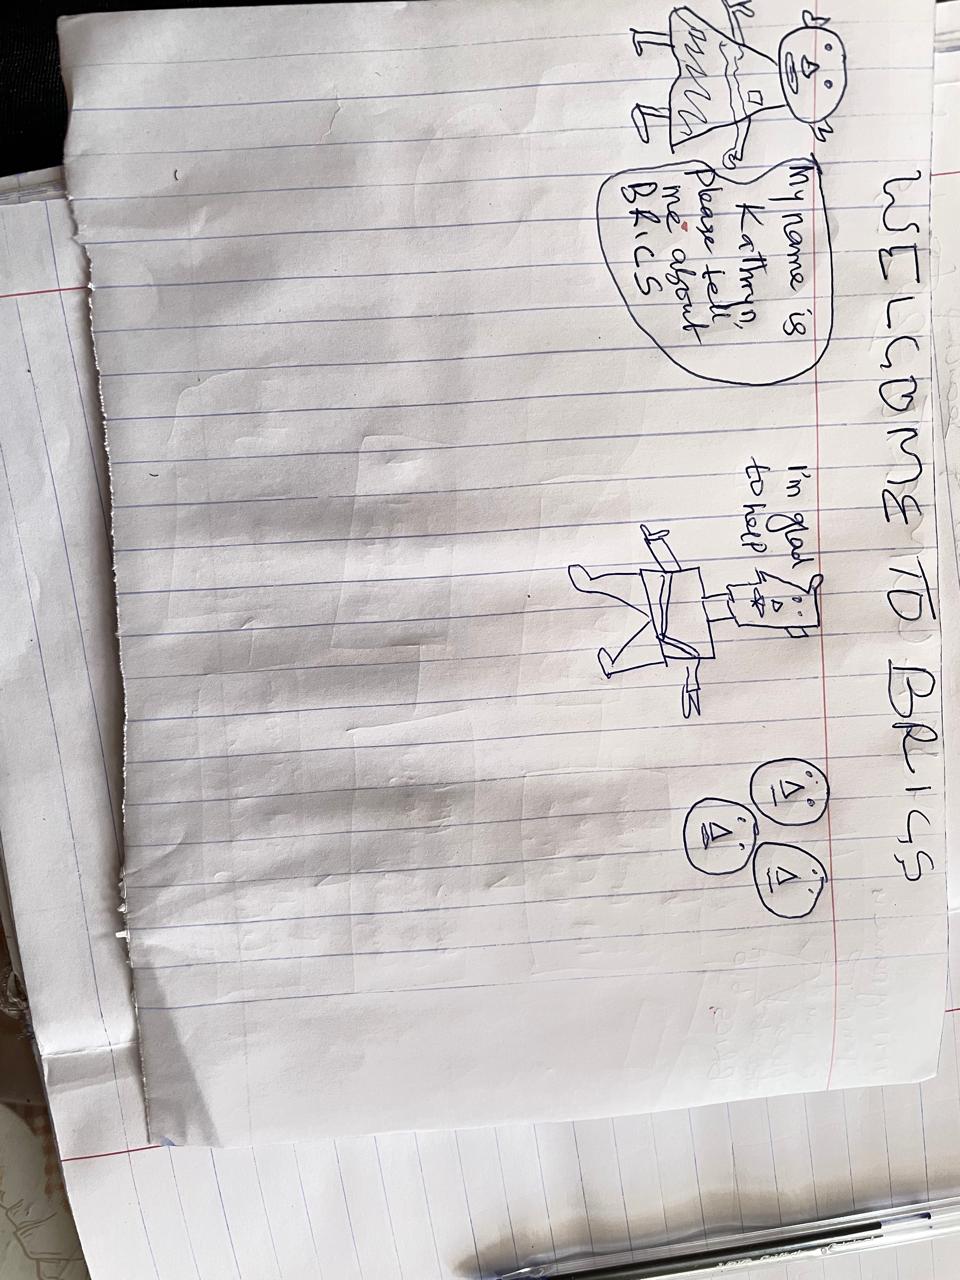 WELCOME TO BRICS
My name is
Kathryn,
Please tell
me about
BRICS
I'm glad
to help